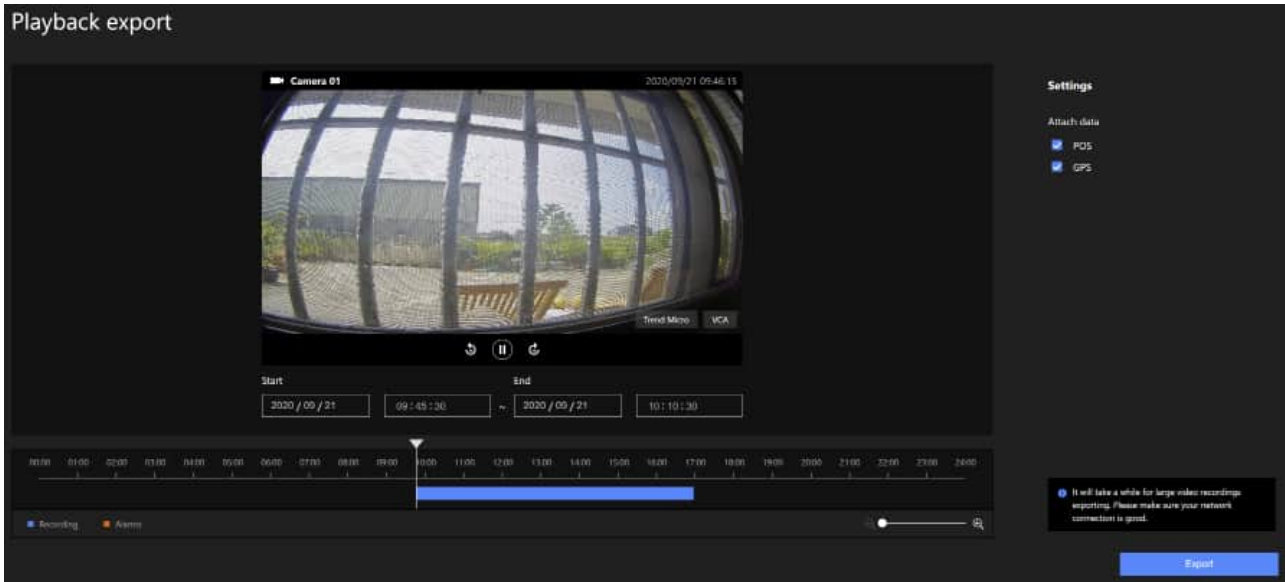 Playback export
Camera 01 2020/09/21 09:46:15
Settings
Attach data
POS
GPS
Trend Micro VCA
Start End
2020 / 09 / 21 09 : 45 : 30 ~ 2020 / 09 / 21 10 : 10 : 30
00:00 01:00 02:00 03:00 04:00 05:00 06:00 07:00 08:00 09:00 10:00 11:00 12:00 13:00 14:00 15:00 16:00 17:00 18:00 19:00 20:00 21:00 22:00 23:00 24:00
Recording Alarms
It will take a while for large video recordings
exporting. Please make sure your network
connection is good.
Export